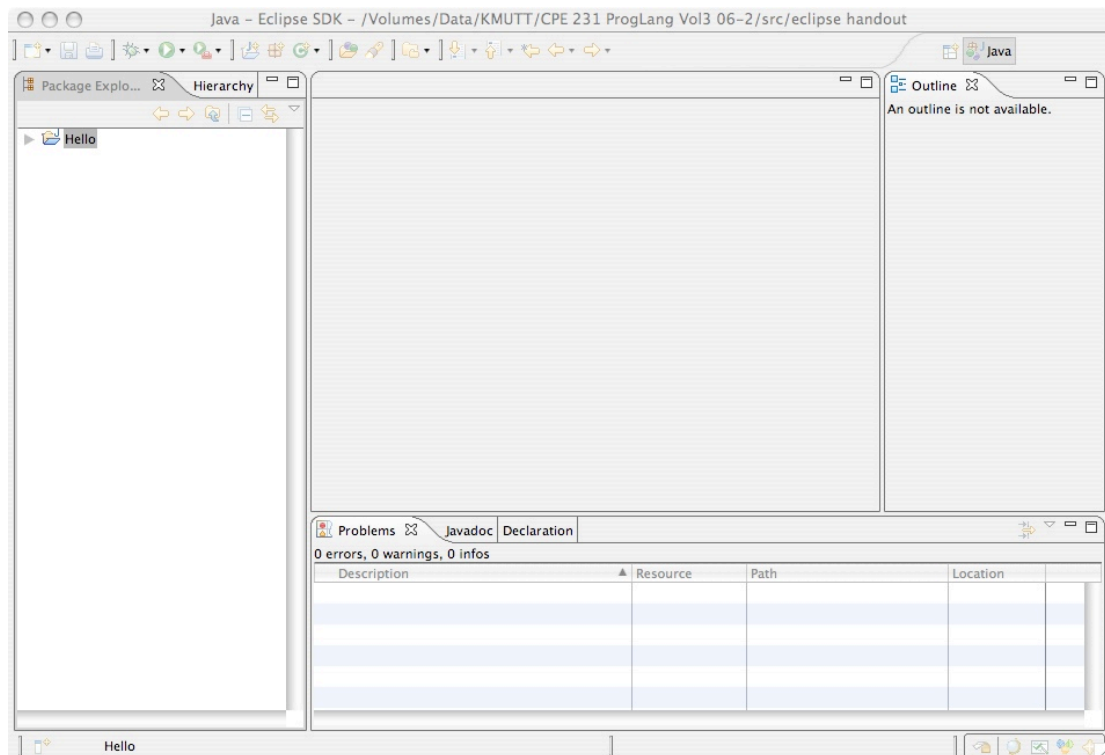 Java – Eclipse SDK – /Volumes/Data/KMUTT/CPE 231 ProgLang Vol3 06–2/src/eclipse handout
Java
Package Explo... Hierarchy
Outline
An outline is not available.
Hello
Problems Javadoc Declaration
0 errors, 0 warnings, 0 infos
Description Resource Path Location
Hello